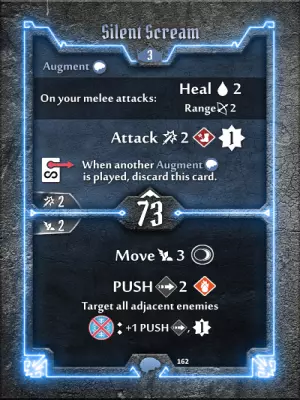 Silent Scream
3
Augment
On your melee attacks:
Heal 2
Range 2
Attack 2 1
When another Augment
is played, discard this card.
2
73
2
Move 3
PUSH 2
Target all adjacent enemies
: +1 PUSH , 1
162